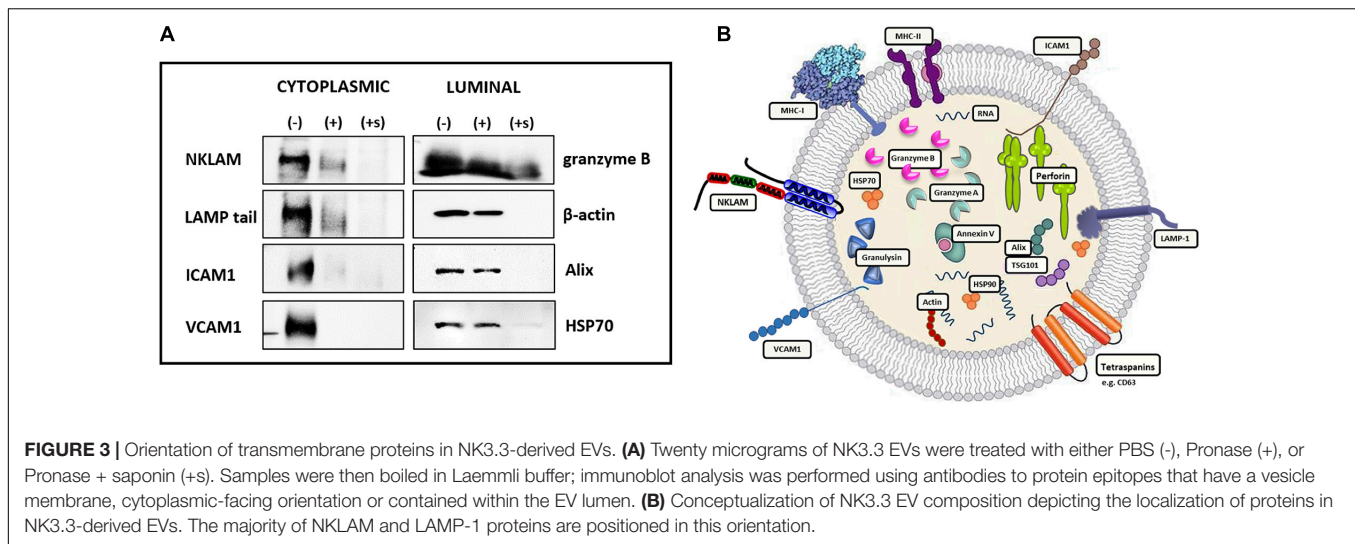 A
CYTOPLASMIC LUMINAL
(-) (+) (+s) (-) (+) (+s)
NKLAM granzyme B
LAMP tail β-actin
ICAM1 Alix
VCAM1 HSP70
B
MHC-II
ICAM1
MHC-I
RNA
Granzyme B
Perforin
HSP70
Granzyme A
NKLAM
LAMP-1
Annexin V
Alix
Granulysin
TSG101
HSP90
Actin
VCAM1
Tetraspanins
e.g. CD63
FIGURE 3 | Orientation of transmembrane proteins in NK3.3-derived EVs. (A) Twenty micrograms of NK3.3 EVs were treated with either PBS (-), Pronase (+), or
Pronase + saponin (+s). Samples were then boiled in Laemmli buffer; immunoblot analysis was performed using antibodies to protein epitopes that have a vesicle
membrane, cytoplasmic-facing orientation or contained within the EV lumen. (B) Conceptualization of NK3.3 EV composition depicting the localization of proteins in
NK3.3-derived EVs. The majority of NKLAM and LAMP-1 proteins are positioned in this orientation.